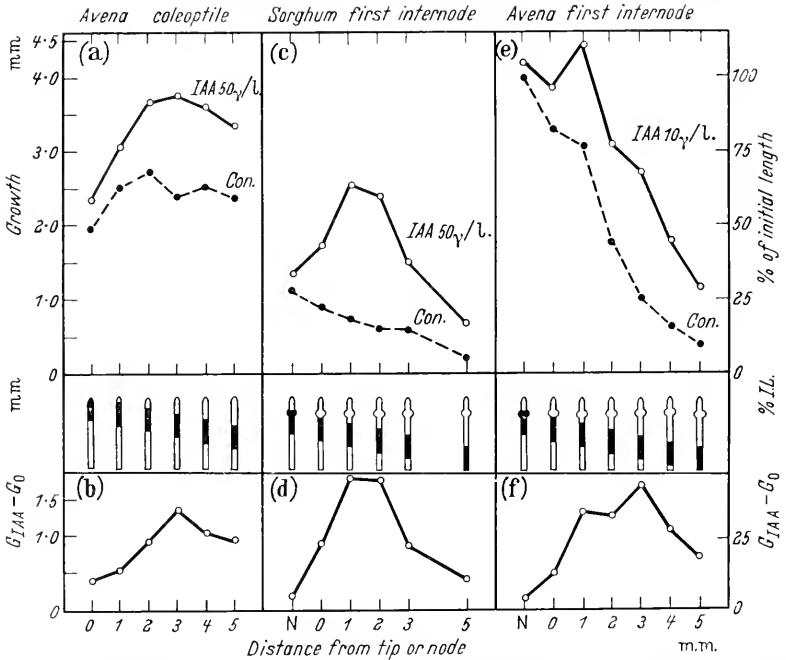 Avena coleoptile
Sorghum first internode
Avena first internode
m.m.
4·5
4·0
3·0
2·0
1·0
0
Growth
(a)
IAA 50γ/l.
Con.
(c)
IAA 50γ/l.
Con.
(e)
IAA 10γ/l.
Con.
100
75
50
25
0
% of initial length
m.m.
% IL.
(b)
(d)
(f)
1·5
1·0
0
G_IAA – G_0
25
0
G_IAA – G_0
0 1 2 3 4 5
N 0 1 2 3 5
N 0 1 2 3 4 5
Distance from tip or node
m.m.